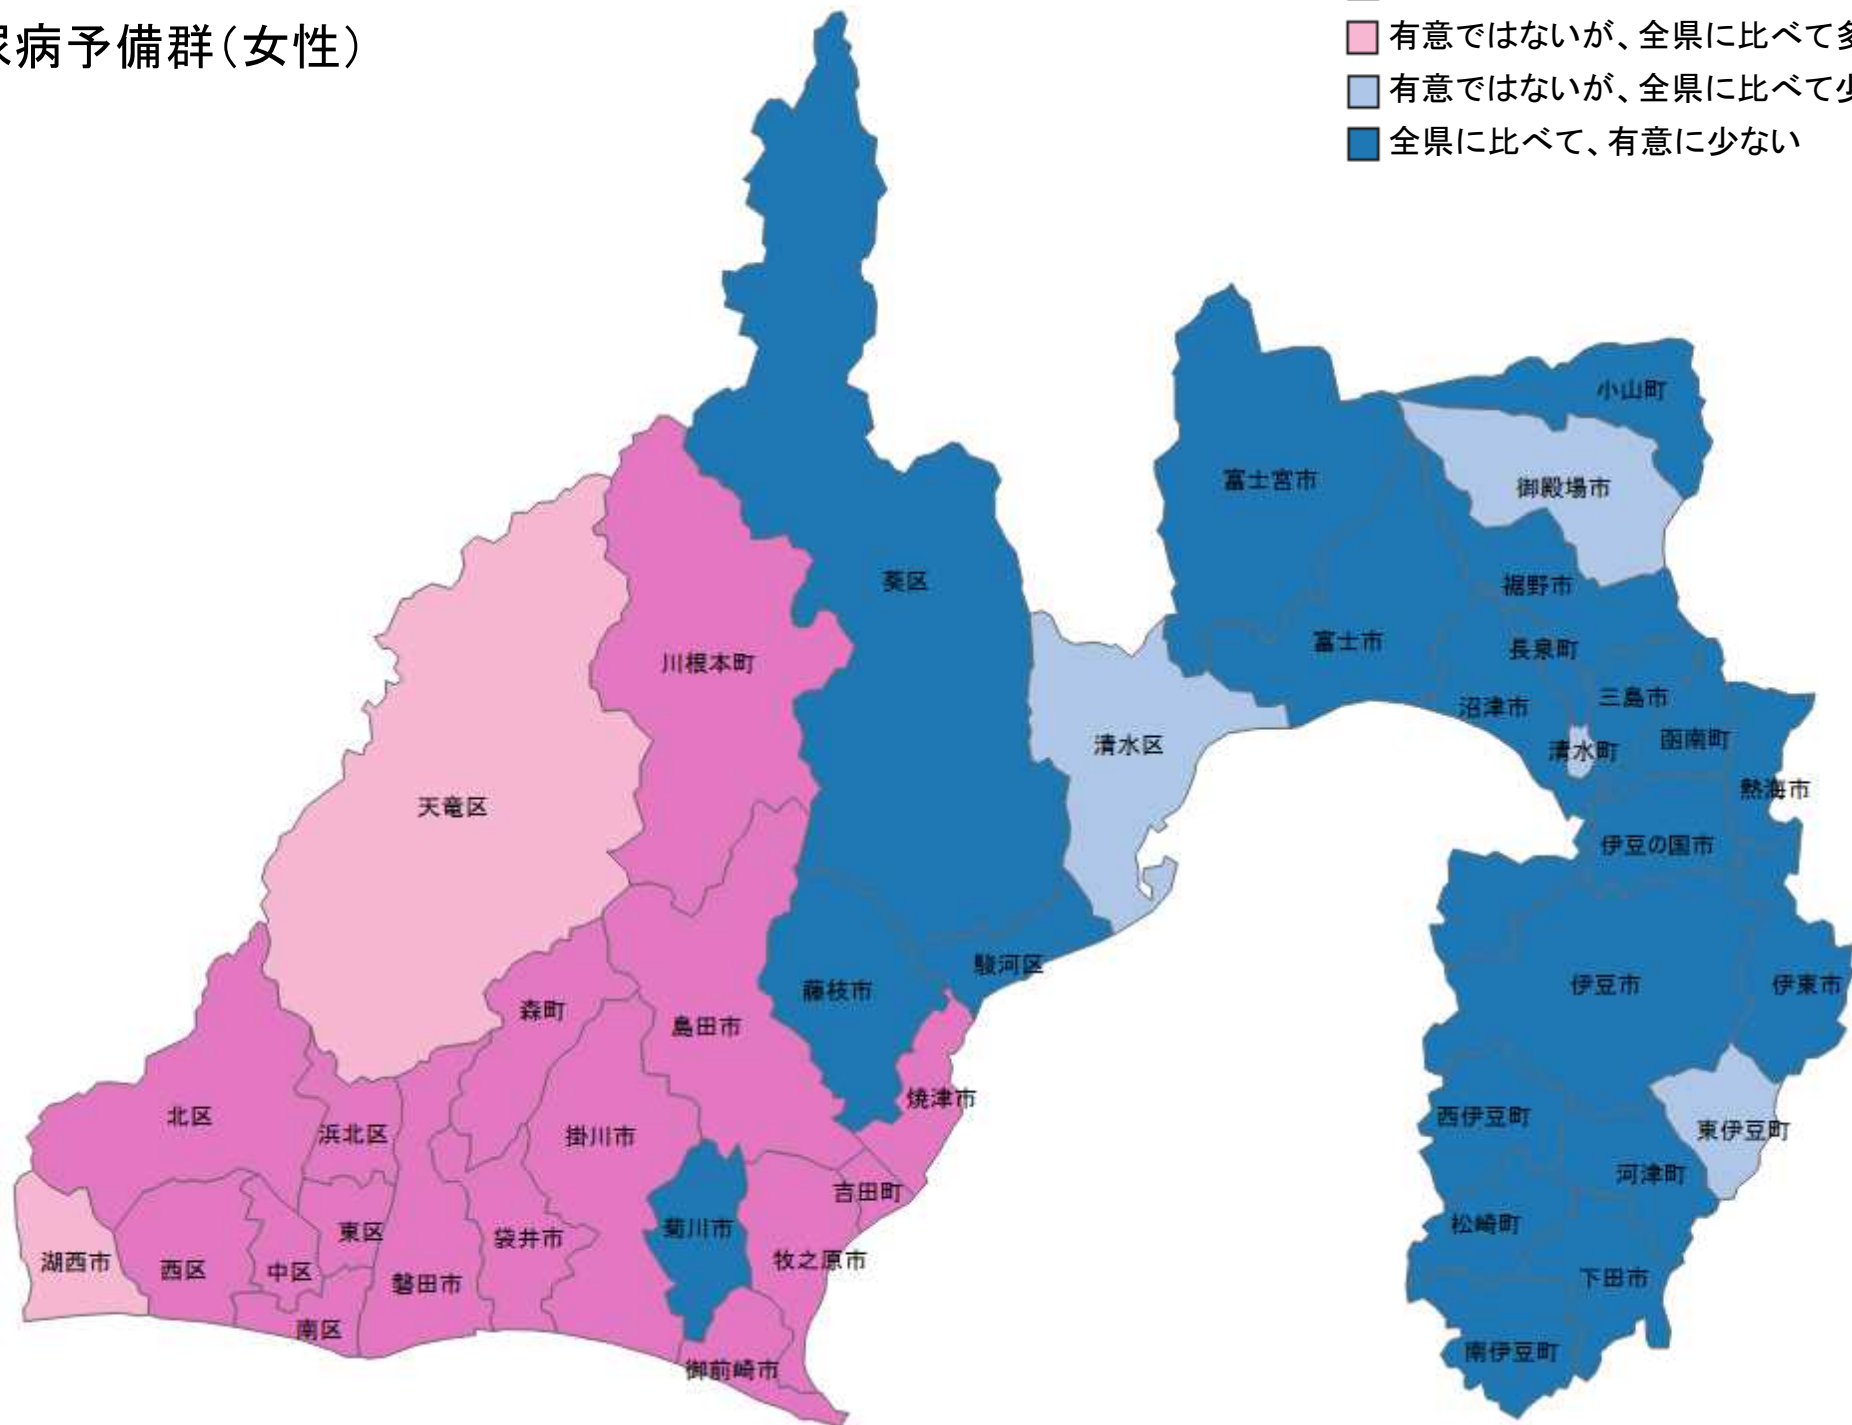 尿病予備群(女性)
有意ではないが、全県に比べて多
有意ではないが、全県に比べて少
全県に比べて、有意に少ない
小山町
富士宮市
御殿場市
葵区
裾野市
富士市
長泉町
川根本町
三島市
沼津市
清水区
清水町
函南町
熱海市
天竜区
伊豆の国市
駿河区
藤枝市
伊豆市
伊東市
森町
島田市
焼津市
北区
浜北区
掛川市
西伊豆町
東伊豆町
河津町
吉田町
菊川市
松崎町
東区
袋井市
湖西市
西区
中区
磐田市
牧之原市
下田市
南区
南伊豆町
御前崎市